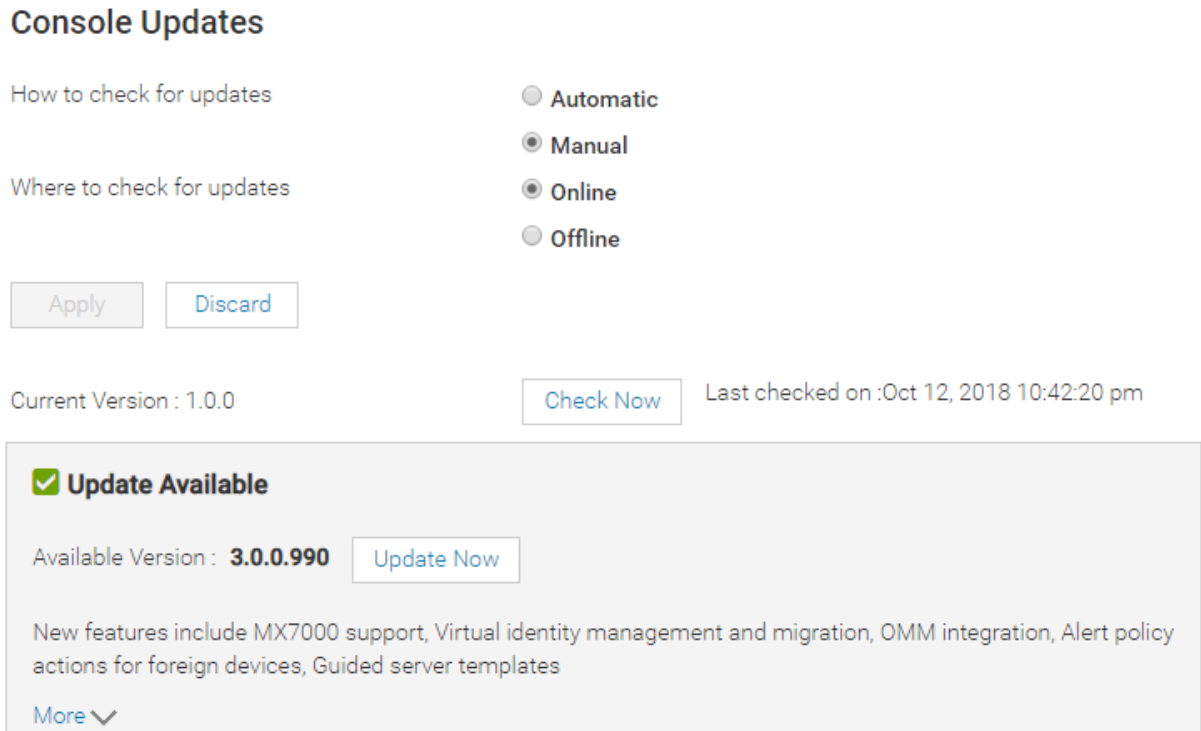 Console Updates
How to check for updates
Automatic
Manual
Where to check for updates
Online
Offline
Apply
Discard
Current Version : 1.0.0
Check Now
Last checked on :Oct 12, 2018 10:42:20 pm
Update Available
Available Version : 3.0.0.990
Update Now
New features include MX7000 support, Virtual identity management and migration, OMM integration, Alert policy
actions for foreign devices, Guided server templates
More